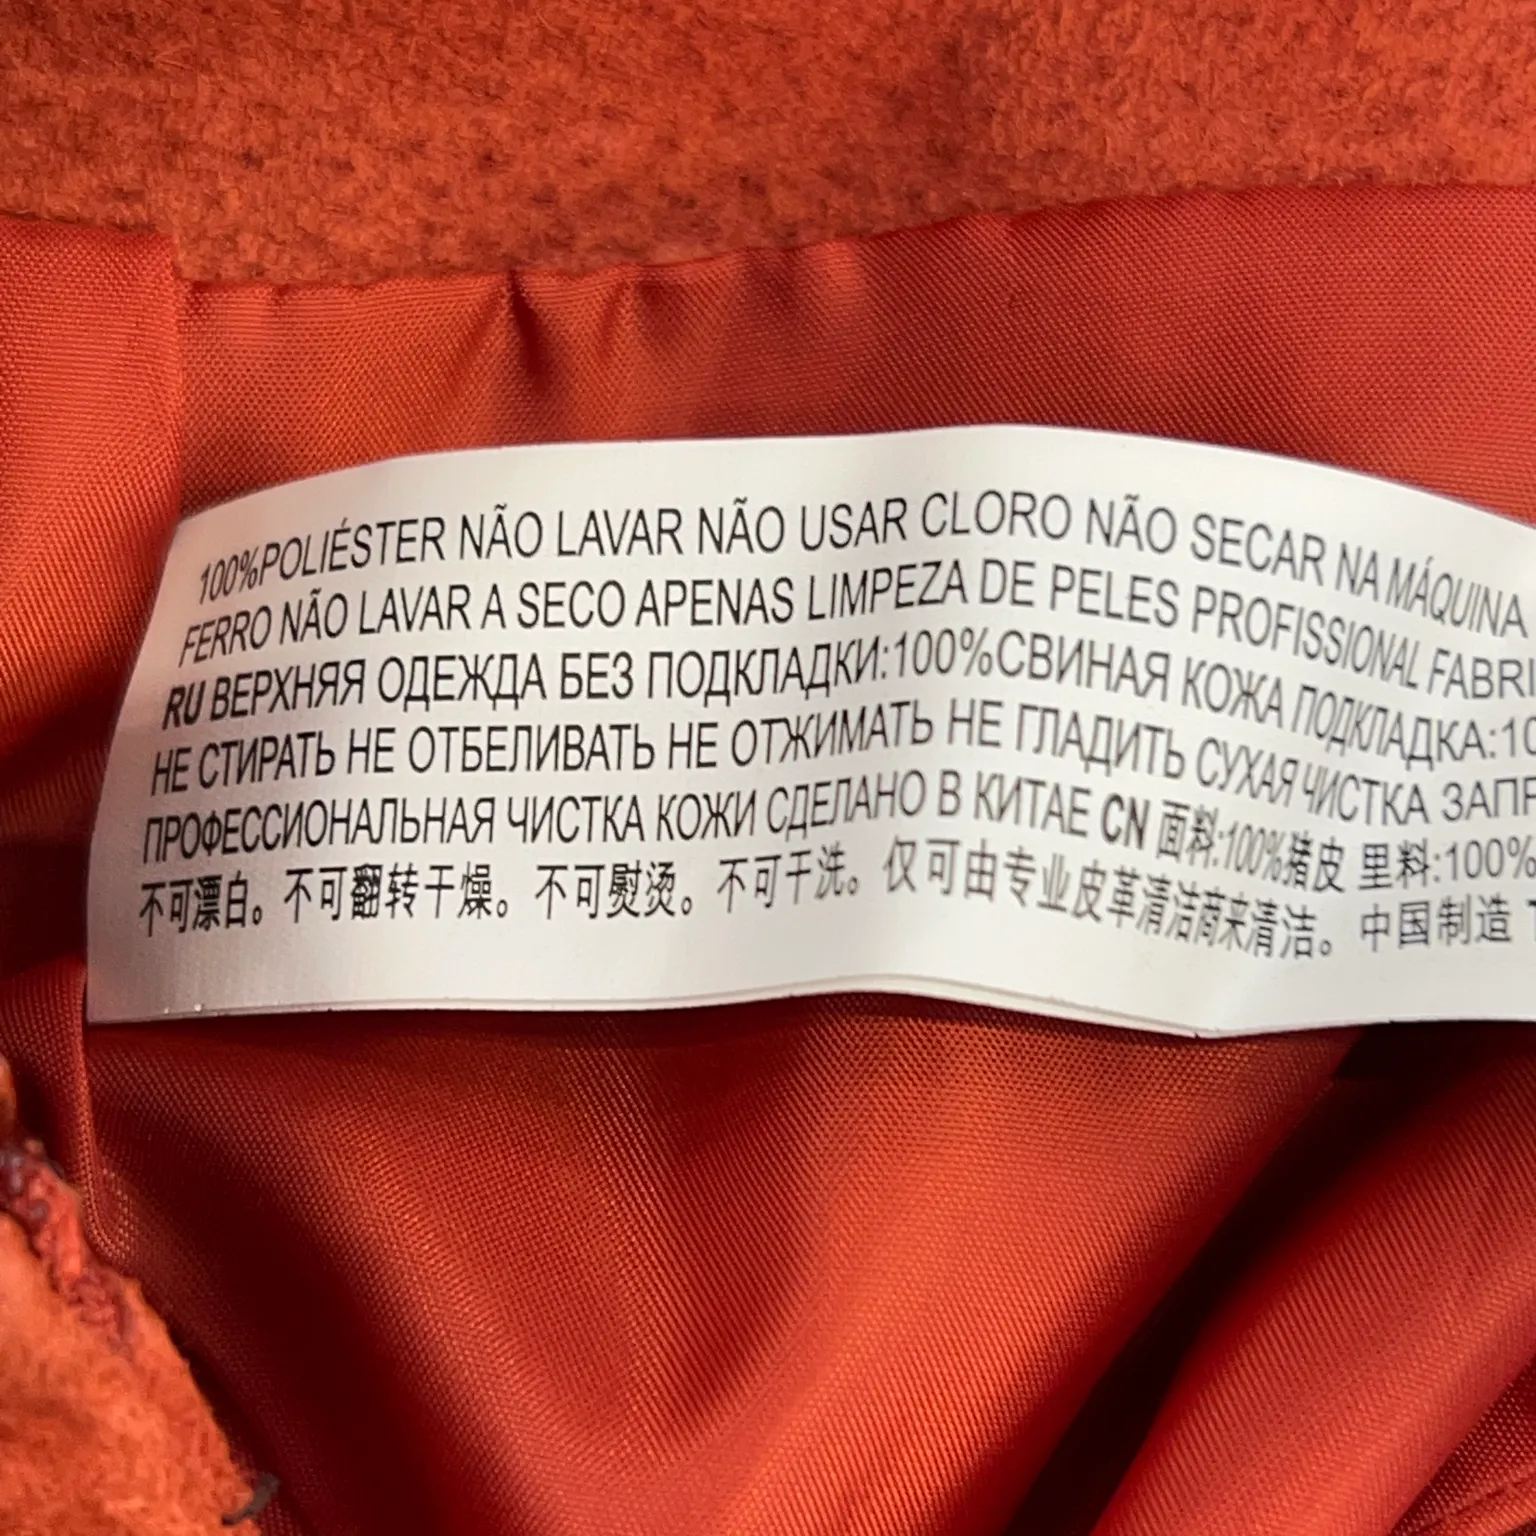 100%POLIÉSTER NÃO LAVAR NÃO USAR CLORO NÃO SECAR NA MÁQUINA
FERRO NÃO LAVAR A SECO APENAS LIMPEZA DE PELES PROFISSIONAL FABRI
RU ВЕРХНЯЯ ОДЕЖДА БЕЗ ПОДКЛАДКИ:100%СВИНАЯ КОЖА ПОДКЛАДКА:10
НЕ СТИРАТЬ НЕ ОТБЕЛИВАТЬ НЕ ОТЖИМАТЬ НЕ ГЛАДИТЬ СУХАЯ ЧИСТКА ЗАПР
ПРОФЕССИОНАЛЬНАЯ ЧИСТКА КОЖИ СДЕЛАНО В КИТАЕ CN 面料:100%猪皮 里料:100%
不可漂白。不可翻转干燥。不可熨烫。不可干洗。仅可由专业皮革清洁商来清洁。中国制造